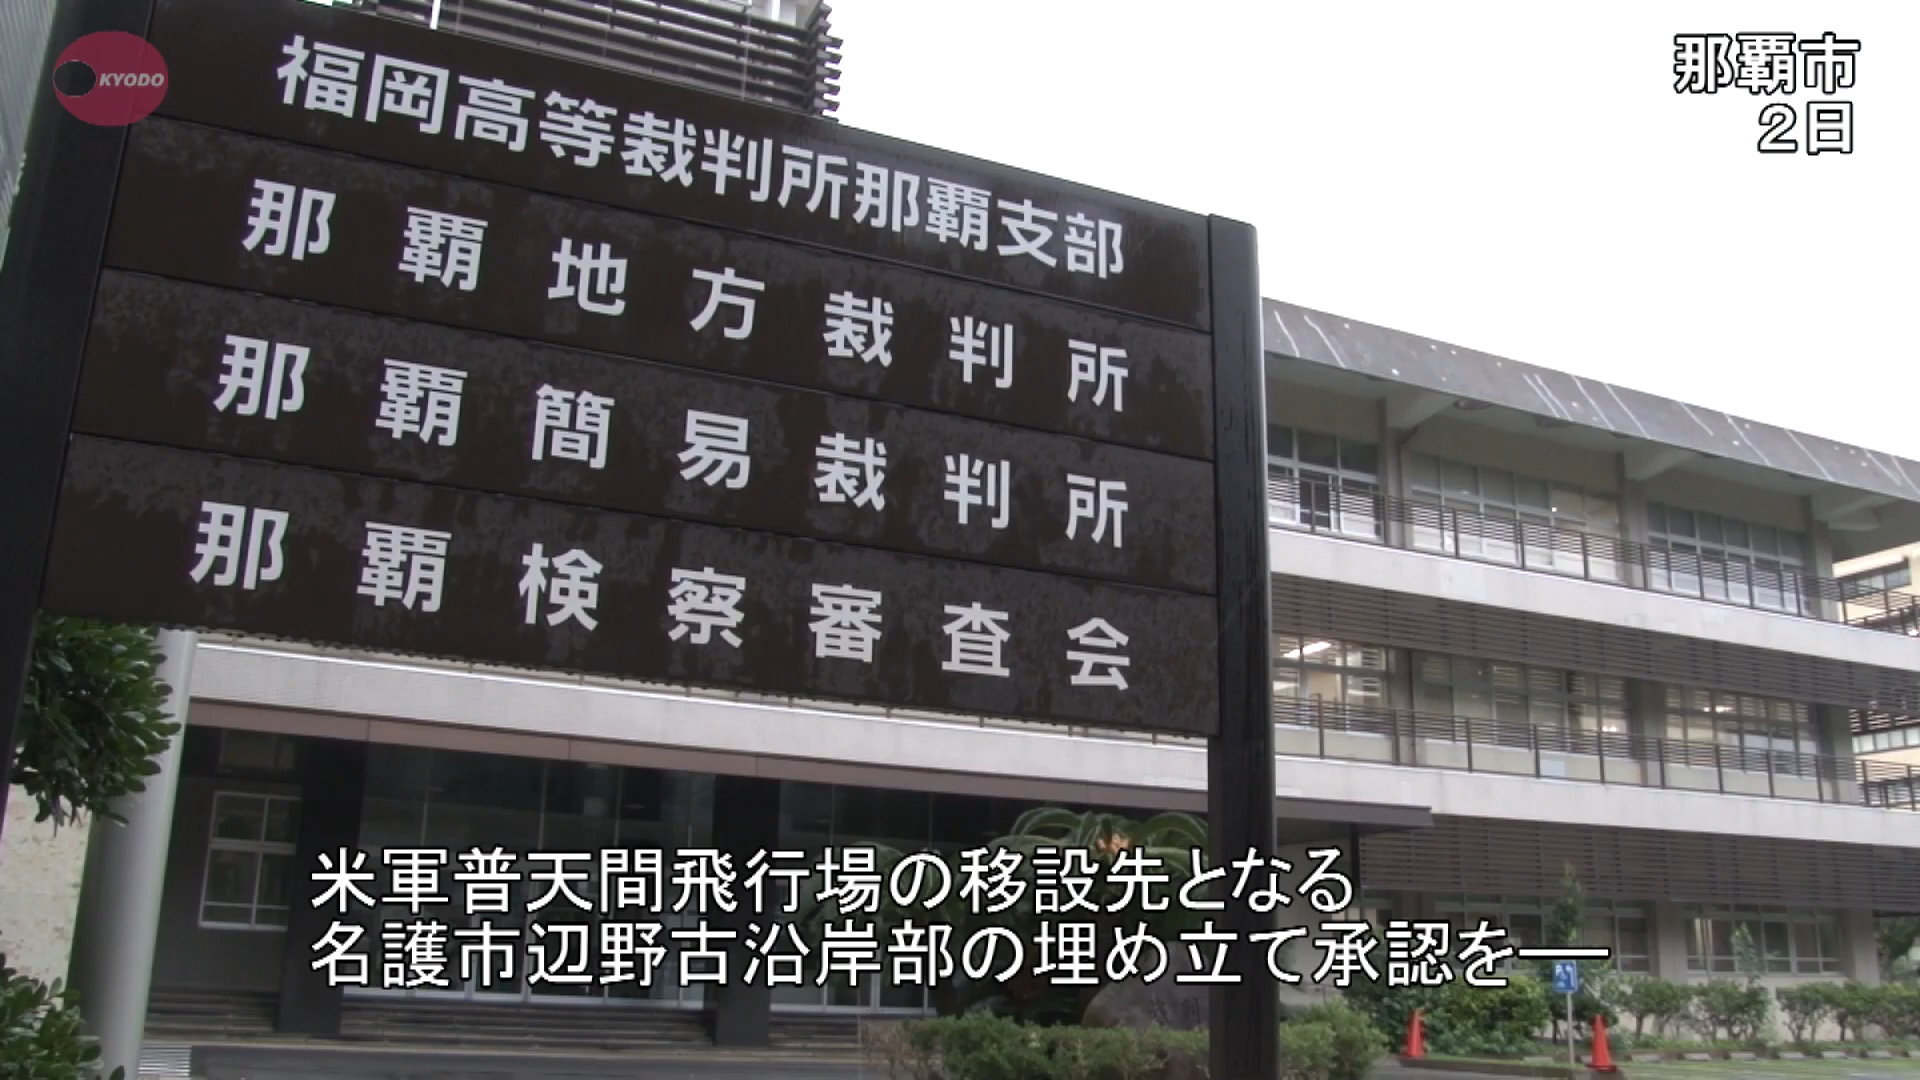 KYODO
那覇市
2日
福岡高等裁判所那覇支部
那覇地方裁判所
那覇簡易裁判所
那覇検察審査会
米軍普天間飛行場の移設先となる
名護市辺野古沿岸部の埋め立て承認を――